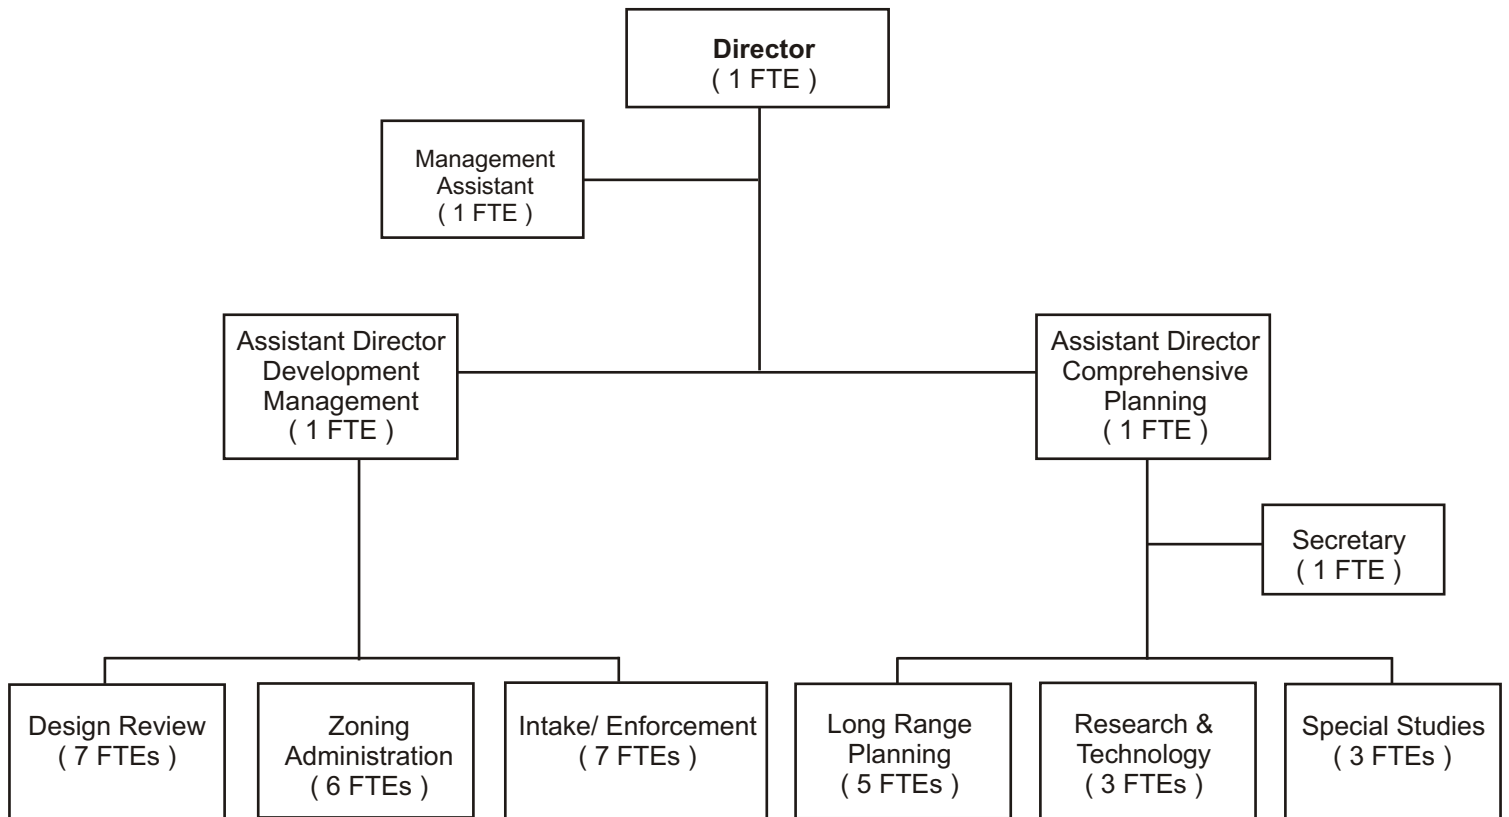 Director
( 1 FTE )
Management
Assistant
( 1 FTE )
Assistant Director
Development
Management
( 1 FTE )
Assistant Director
Comprehensive
Planning
( 1 FTE )
Secretary
( 1 FTE )
Design Review
( 7 FTEs )
Zoning
Administration
( 6 FTEs )
Intake/ Enforcement
( 7 FTEs )
Long Range
Planning
( 5 FTEs )
Research &
Technology
( 3 FTEs )
Special Studies
( 3 FTEs )